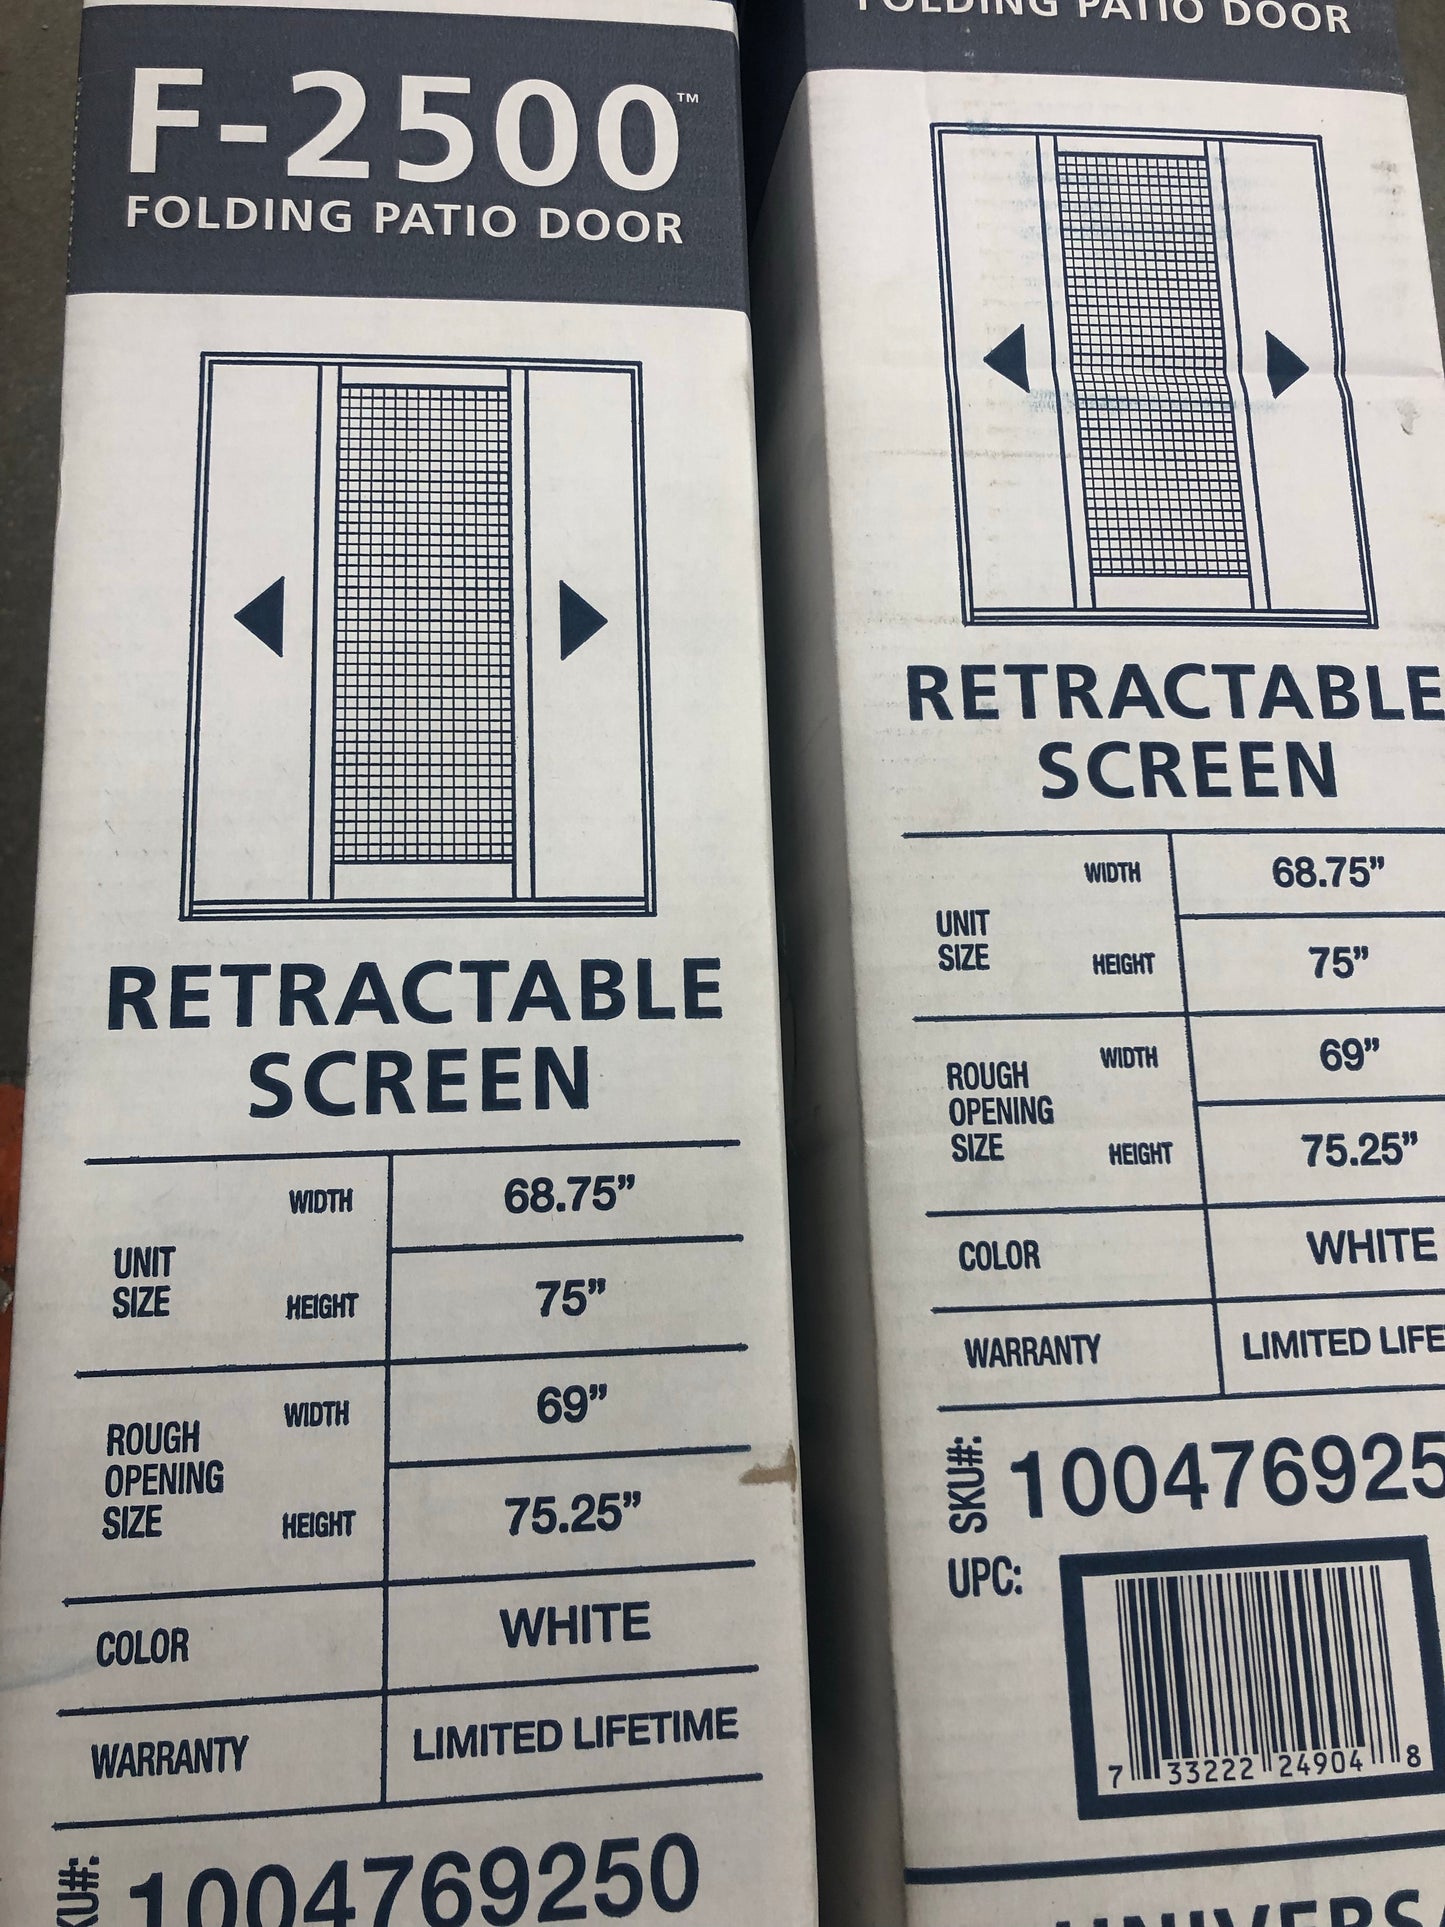 F-2500™
FOLDING PATIO DOOR
RETRACTABLE
SCREEN
UNIT SIZE WIDTH 68.75”
HEIGHT 75”
ROUGH OPENING SIZE WIDTH 69”
HEIGHT 75.25”
COLOR WHITE
WARRANTY LIMITED LIFETIME
SKU#: 1004769250
FOLDING PATIO DOOR
RETRACTABLE
SCREEN
UNIT SIZE WIDTH 68.75”
HEIGHT 75”
ROUGH OPENING SIZE WIDTH 69”
HEIGHT 75.25”
COLOR WHITE
WARRANTY LIMITED LIFE
SKU#: 100476925
UPC:
7 33222 24904 8